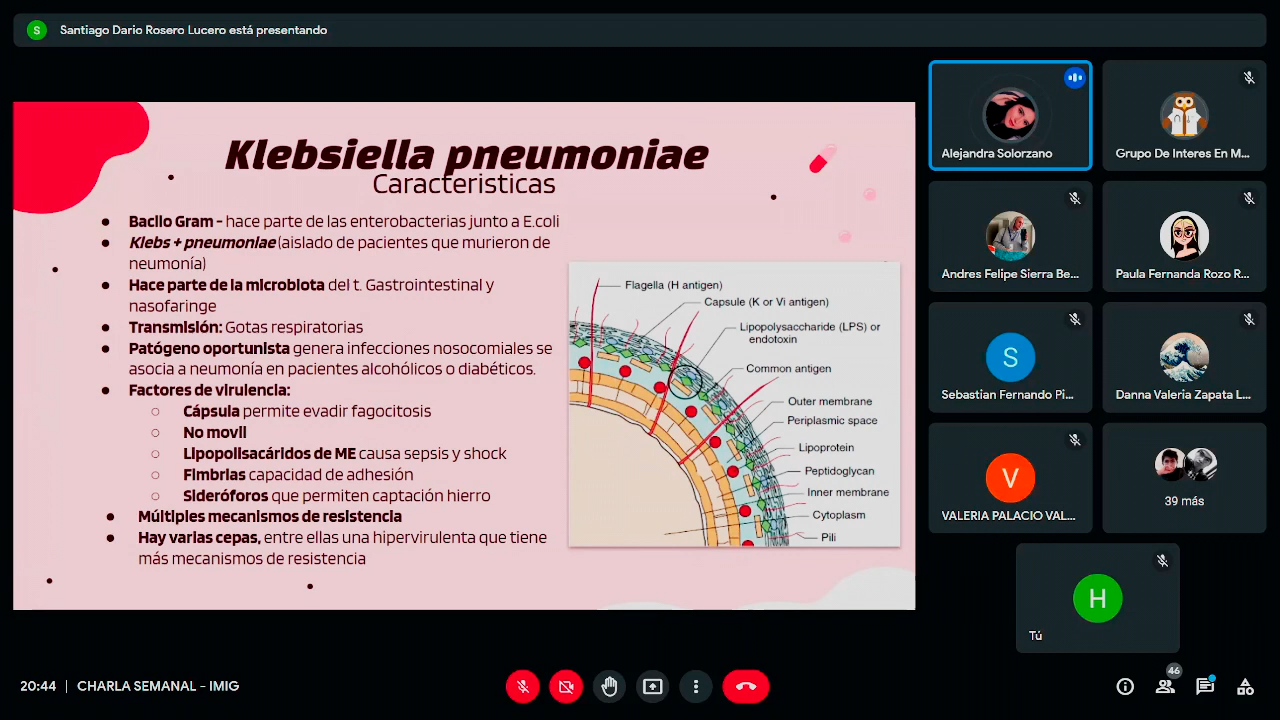 S
Santiago Dario Rosero Lucero está presentando
Klebsiella pneumoniae
Caracteristicas
● Bacilo Gram - hace parte de las enterobacterias junto a E.coli
● Klebs + pneumoniae (aislado de pacientes que murieron de
neumonía)
● Hace parte de la microbiota del t. Gastrointestinal y
nasofaringe
● Transmisión: Gotas respiratorias
● Patógeno oportunista genera infecciones nosocomiales se
asocia a neumonía en pacientes alcohólicos o diabéticos.
● Factores de virulencia:
○ Cápsula permite evadir fagocitosis
○ No movil
○ Lipopolisacáridos de ME causa sepsis y shock
○ Fimbrias capacidad de adhesión
○ Sideróforos que permiten captación hierro
● Múltiples mecanismos de resistencia
● Hay varias cepas, entre ellas una hipervirulenta que tiene
más mecanismos de resistencia
Flagella (H antigen)
Capsule (K or Vi antigen)
Lipopolysaccharide (LPS) or
endotoxin
Common antigen
Outer membrane
Periplasmic space
Lipoprotein
Peptidoglycan
Inner membrane
Cytoplasm
Pili
Alejandra Solorzano
Grupo De Interes En M...
Andres Felipe Sierra Be...
Paula Fernanda Rozo R...
S
Sebastian Fernando Pi...
Danna Valeria Zapata L...
V
VALERIA PALACIO VAL...
39 más
H
Tú
20:44 | CHARLA SEMANAL - IMIG
46